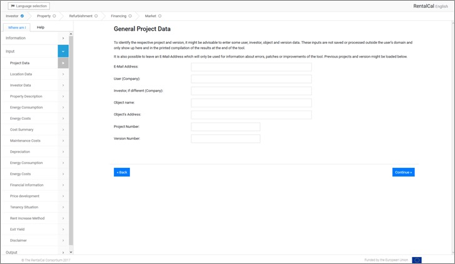 Language selection
RentalCal English
Investor
Property
Refurbishment
Financing
Market
Where am I
Help
Information
Input
Project Data
Location Data
Investor Data
Property Description
Energy Consumption
Energy Costs
Cost Summary
Maintenance Costs
Depreciation
Energy Consumption
Energy Costs
Financial Information
Price development
Tenancy Situation
Rent Increase Method
Disclaimer
Output
General Project Data
To identify the respective project and version, it might be advisable to enter some user, investor, object and version data. These inputs are not saved or processed outside the user's domain and
only show up here and in the printed compilation of the results at the end of the tool.
It is also possible to leave an E-Mail-Address which will only be used for information about errors, patches or improvements of the tool. Previous projects and version might be loaded below.
E-Mail Address
User (Company)
Investor, if different (Company)
Object name
Object's Address
Project Number
Version Number
< Back
Continue >
© The RentalCal Consortium 2017
Funded by the European Union